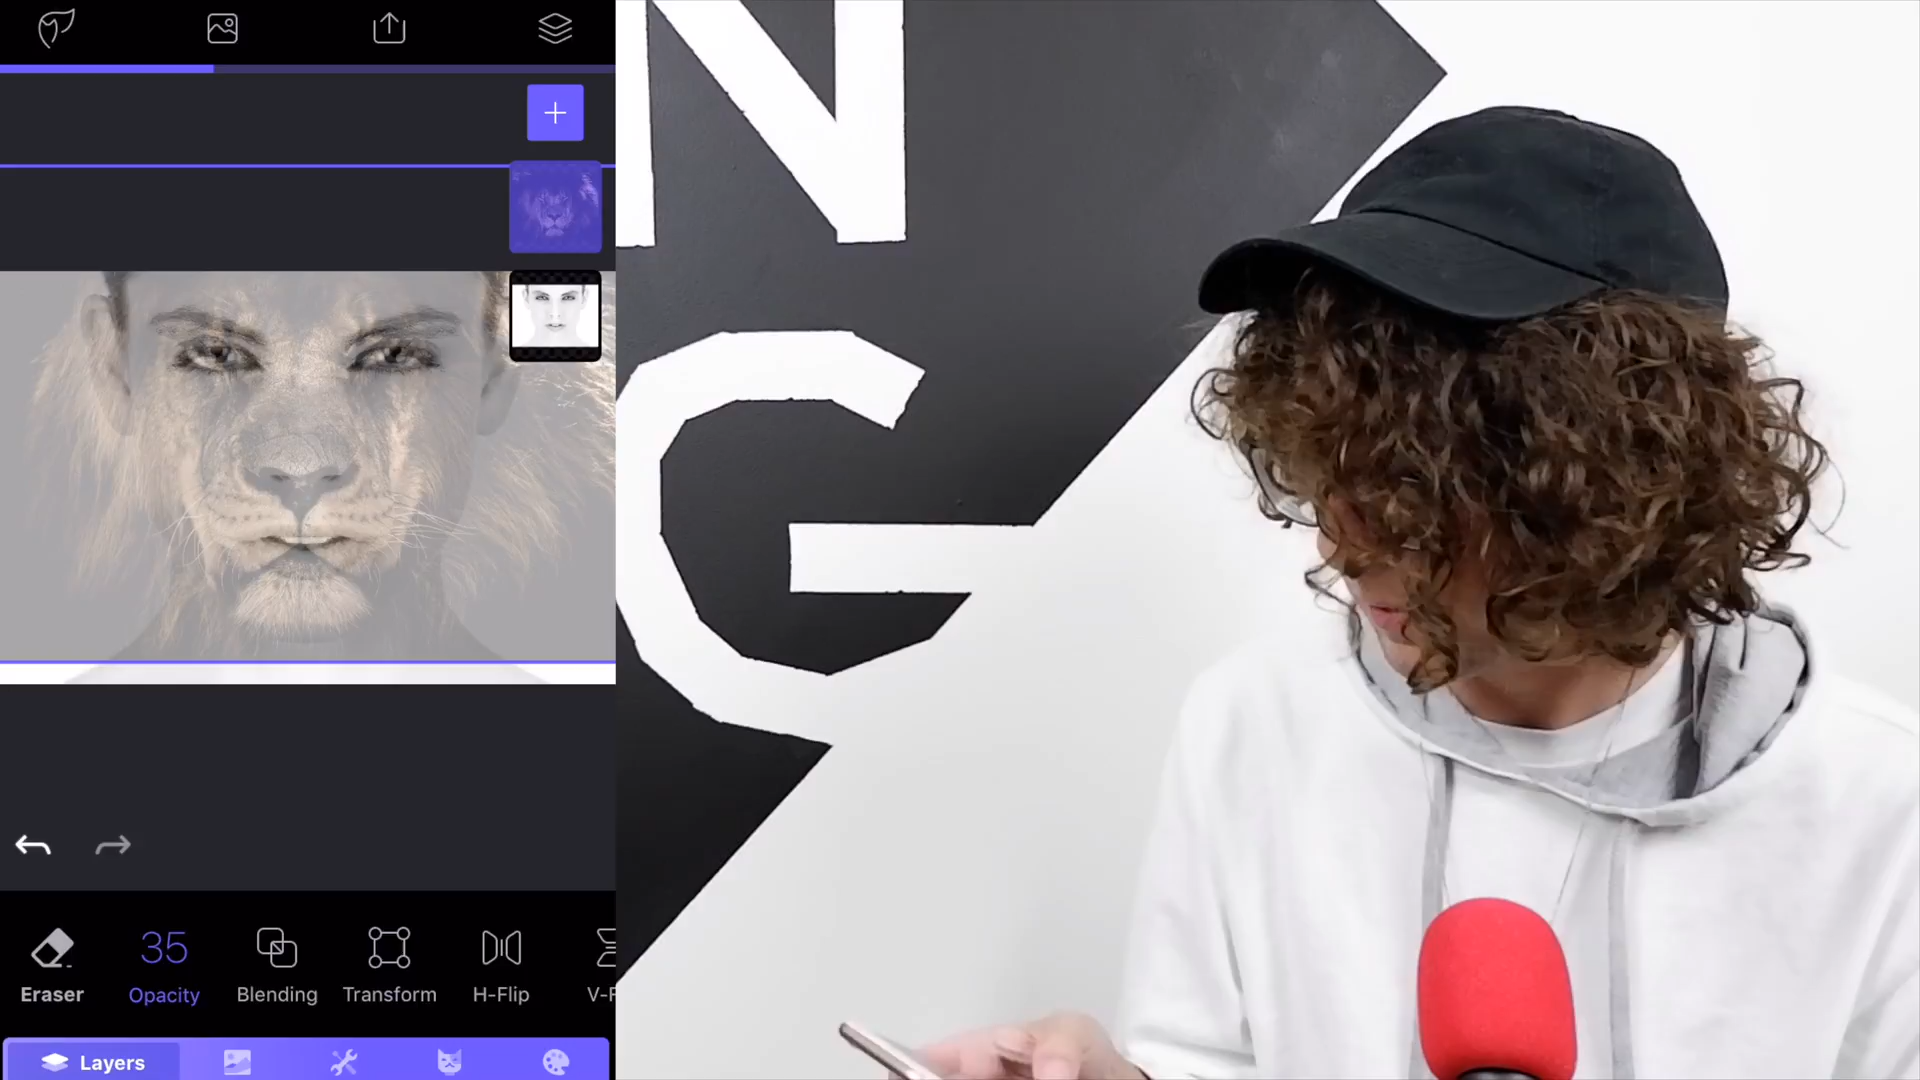 N
G
35
Eraser
Opacity
Blending
Transform
H-Flip
Layers